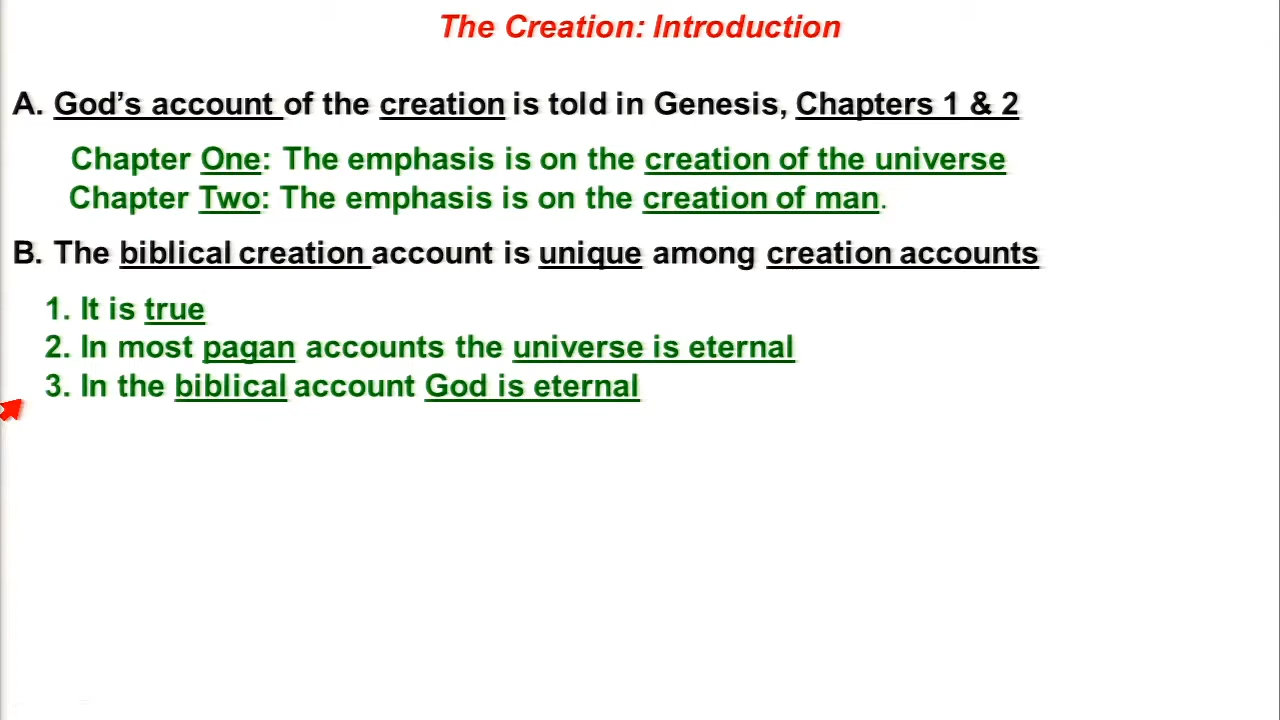 The Creation: Introduction
A. God’s account of the creation is told in Genesis, Chapters 1 & 2
Chapter One: The emphasis is on the creation of the universe
Chapter Two: The emphasis is on the creation of man.
B. The biblical creation account is unique among creation accounts
1. It is true
2. In most pagan accounts the universe is eternal
3. In the biblical account God is eternal